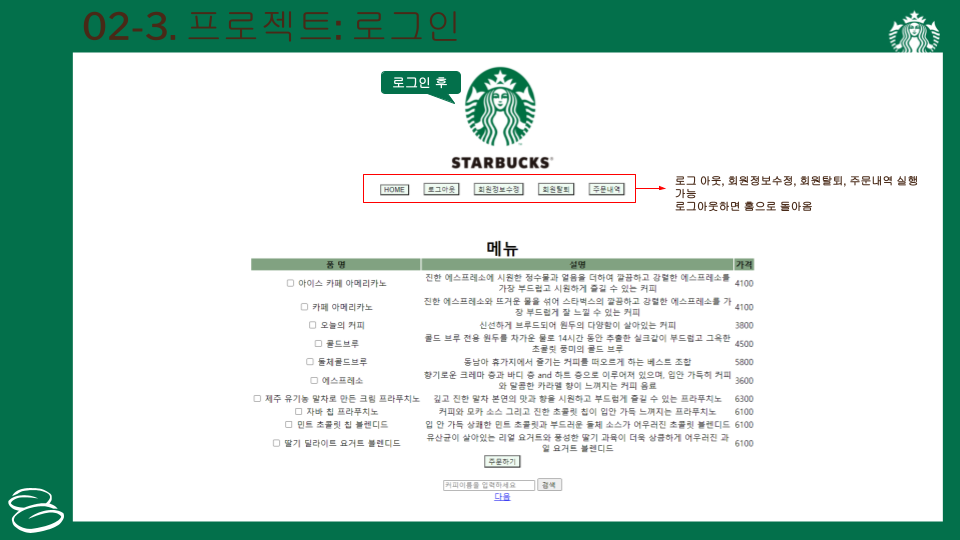 02-3. 프로젝트: 로그인
로그인 후
STARBUCKS
HOME 로그아웃 회원정보수정 회원탈퇴 주문내역
로그 아웃, 회원정보수정, 회원탈퇴, 주문내역 실행
가능
로그아웃하면 홈으로 돌아옴
메뉴
품 명 설명 가격
아이스 카페 아메리카노 진한 에스프레소에 시원한 정수물과 얼음을 더하여 깔끔하고 강렬한 에스프레소를 4100
가장 부드럽고 시원하게 즐길 수 있는 커피
카페 아메리카노 진한 에스프레소와 뜨거운 물을 섞어 스타벅스의 깔끔하고 강렬한 에스프레소를 가 4100
장 부드럽게 잘 느낄 수 있는 커피
오늘의 커피 신선하게 브루드되어 원두의 다양함이 살아있는 커피 3800
콜드브루 콜드 브루 전용 원두를 차가운 물로 14시간 동안 추출한 실크같이 부드럽고 그윽한 4500
초콜릿 풍미의 콜드 브루
돌체콜드브루 동남아 휴가지에서 즐기는 커피를 떠오르게 하는 베스트 조합 5800
에스프레소 향기로운 크레마 층과 바디 층 and 하트 층으로 이루어져 있으며, 입안 가득히 커피 3600
와 달콤한 카라멜 향이 느껴지는 커피 음료
제주 유기농 말차로 만든 크림 프라푸치노 깊고 진한 말차 본연의 맛과 향을 시원하고 부드럽게 즐길 수 있는 프라푸치노 6300
자바 칩 프라푸치노 커피와 모카 소스 그리고 진한 초콜릿 칩이 입안 가득 느껴지는 프라푸치노 6100
민트 초콜릿 칩 블렌디드 입 안 가득 상쾌한 민트 초콜릿과 부드러운 돌체 소스가 어우러진 초콜릿 블렌디드 6100
딸기 딜라이트 요거트 블렌디드 유산균이 살아있는 리얼 요거트와 풍성한 딸기 과육이 더욱 상큼하게 어우러진 과 6100
일 요거트 블렌디드
주문하기
커피이름을 입력하세요 검색
다음